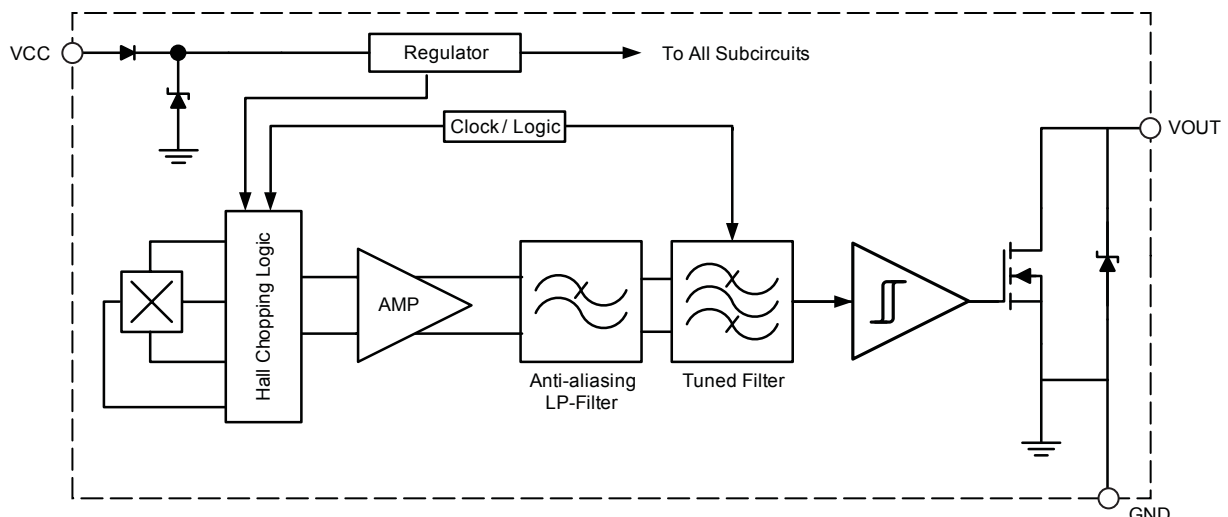 VCC
Regulator
To All Subcircuits
Clock / Logic
VOUT
Hall Chopping Logic
AMP
Anti-aliasing
LP-Filter
Tuned Filter
GND